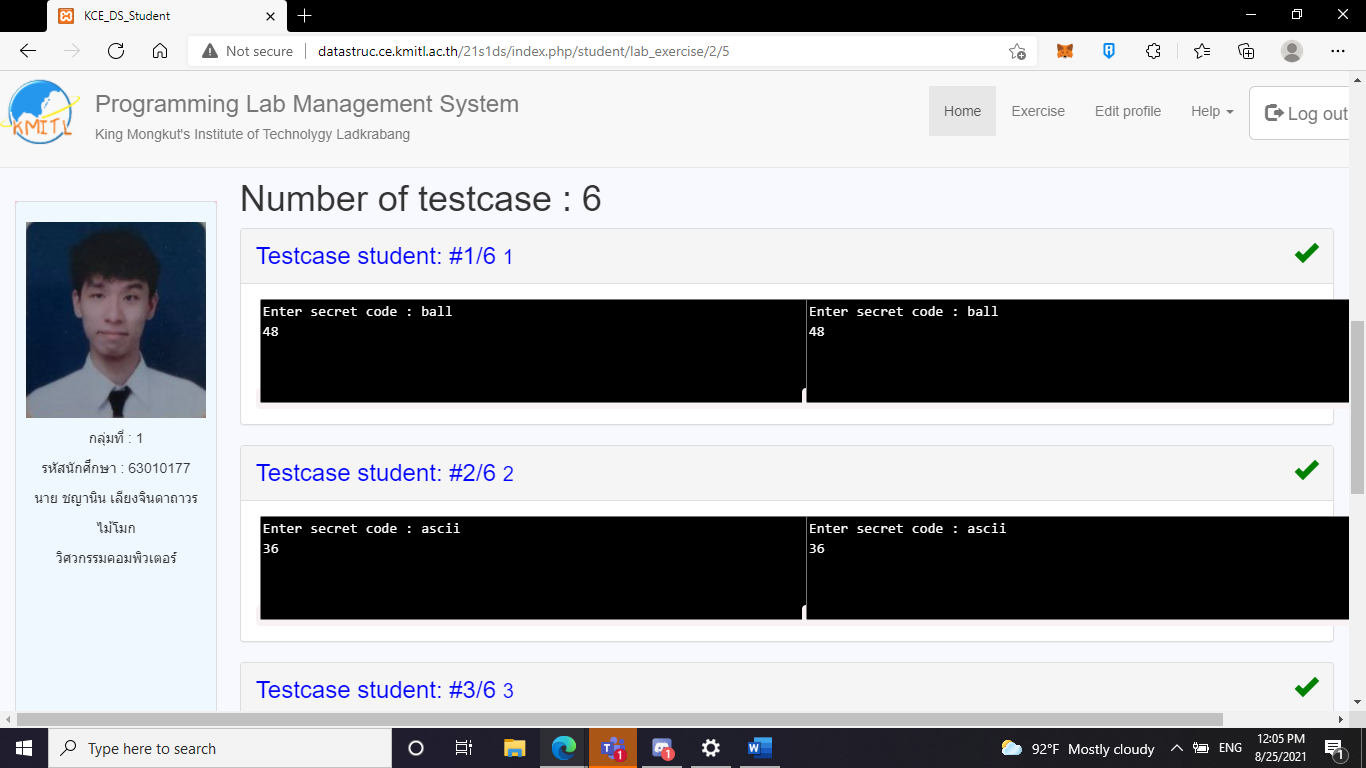 KCE_DS_Student
Not secure
datastruc.ce.kmitl.ac.th/21s1ds/index.php/student/lab_exercise/2/5
KMITL
Programming Lab Management System
King Mongkut's Institute of Technolygy Ladkrabang
Home
Exercise
Edit profile
Help
Log out
กลุ่มที่ : 1
รหัสนักศึกษา : 63010177
นาย ชญานิน เลียงจินดาถาวร
ไม้โมก
วิศวกรรมคอมพิวเตอร์
Number of testcase : 6
Testcase student: #1/6 1
Enter secret code : ball
48
Enter secret code : ball
48
Testcase student: #2/6 2
Enter secret code : ascii
36
Enter secret code : ascii
36
Testcase student: #3/6 3
Type here to search
1
1
92°F Mostly cloudy
ENG
12:05 PM
8/25/2021
1